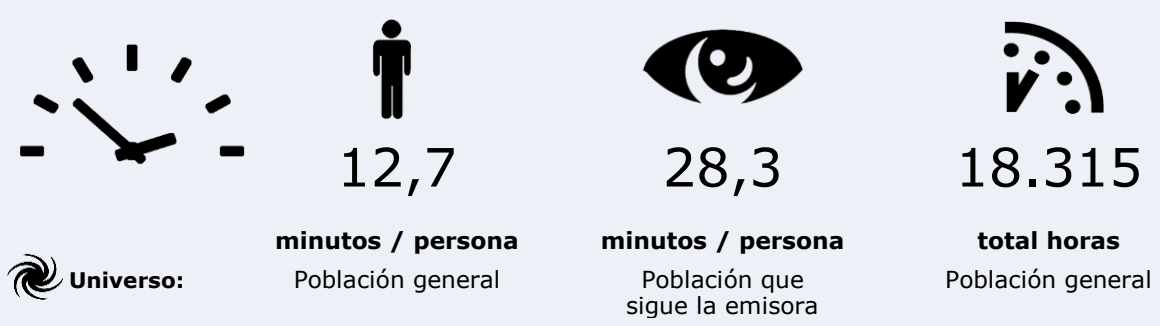 12,7
28,3
18.315
minutos / persona
minutos / persona
total horas
Universo:
Población general
Población que
sigue la emisora
Población general